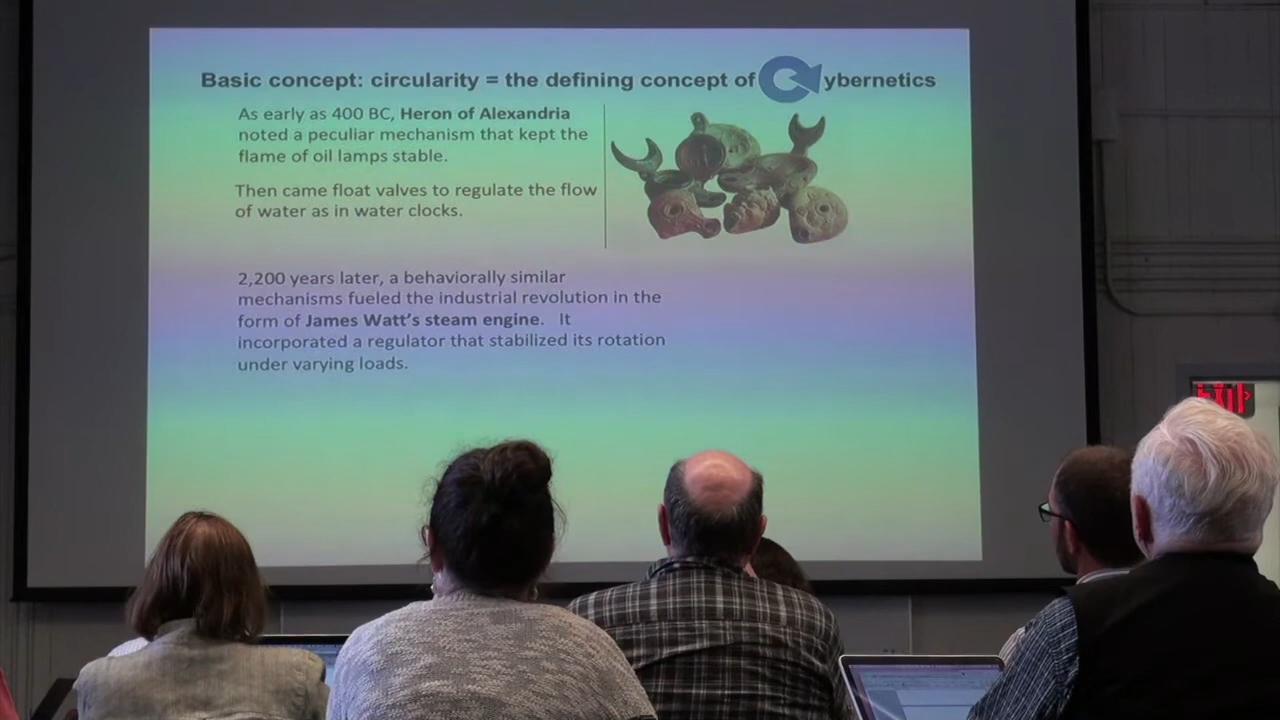 Basic concept: circularity = the defining concept of Cybernetics
As early as 400 BC, Heron of Alexandria
noted a peculiar mechanism that kept the
flame of oil lamps stable.
Then came float valves to regulate the flow
of water as in water clocks.
2,200 years later, a behaviorally similar
mechanisms fueled the industrial revolution in the
form of James Watt's steam engine. It
incorporated a regulator that stabilized its rotation
under varying loads.
EXIT